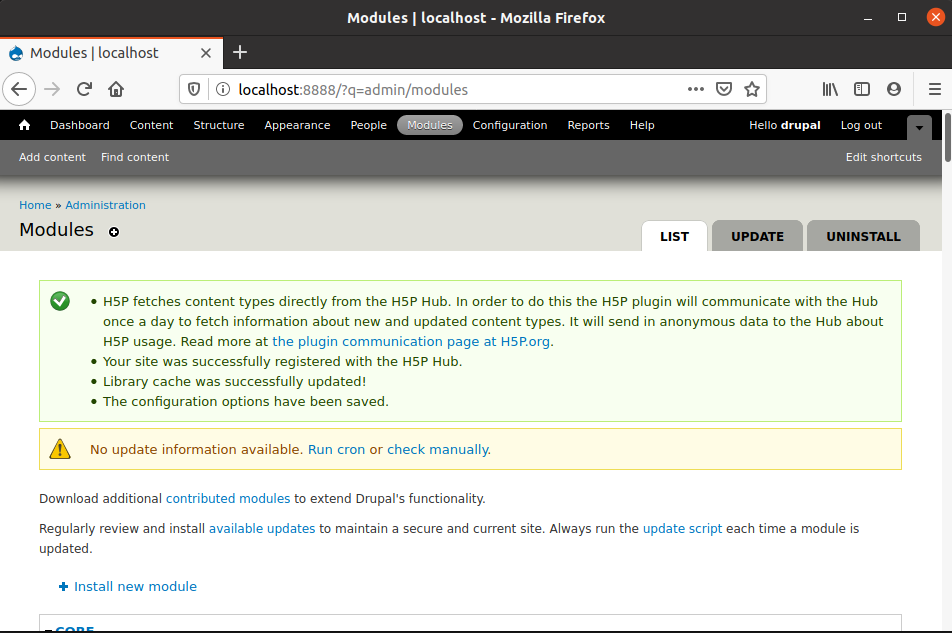 Modules | localhost - Mozilla Firefox
Modules | localhost
localhost:8888/?q=admin/modules
Dashboard Content Structure Appearance People Modules Configuration Reports Help Hello drupal Log out
Add content Find content Edit shortcuts
Home » Administration
Modules
LIST UPDATE UNINSTALL
• H5P fetches content types directly from the H5P Hub. In order to do this the H5P plugin will communicate with the Hub
once a day to fetch information about new and updated content types. It will send in anonymous data to the Hub about
H5P usage. Read more at the plugin communication page at H5P.org.
• Your site was successfully registered with the H5P Hub.
• Library cache was successfully updated!
• The configuration options have been saved.
No update information available. Run cron or check manually.
Download additional contributed modules to extend Drupal's functionality.
Regularly review and install available updates to maintain a secure and current site. Always run the update script each time a module is
updated.
Install new module
CORE